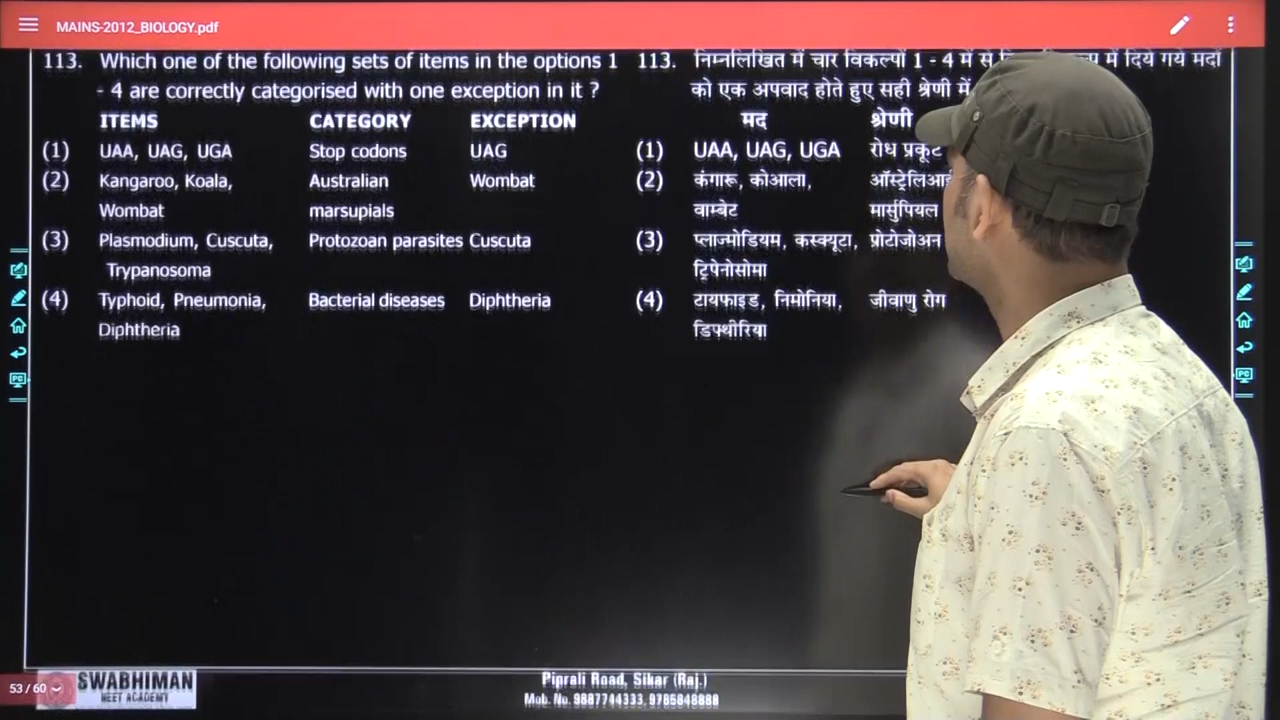 MAINS-2012_BIOLOGY.pdf
113. Which one of the following sets of items in the options 1
- 4 are correctly categorised with one exception in it ?
ITEMS CATEGORY EXCEPTION
(1) UAA, UAG, UGA Stop codons UAG
(2) Kangaroo, Koala, Australian Wombat
Wombat marsupials
(3) Plasmodium, Cuscuta, Protozoan parasites Cuscuta
Trypanosoma
(4) Typhoid, Pneumonia, Bacterial diseases Diphtheria
Diphtheria
113. निम्नलिखित में चार विकल्पों 1 - 4 में से में दिये गये मदों
को एक अपवाद होते हुए सही श्रेणी में
मद श्रेणी
(1) UAA, UAG, UGA रोध प्रकूट
(2) कंगारू, कोआला,
वाम्बेट मार्सुपियल
(3) प्लाज्मोडियम, कस्क्यूटा, प्रोटोजोअन
ट्रिपेनोसोमा
(4) टायफाइड, निमोनिया, जीवाणु रोग
डिफ्थीरिया
PC
PC
53 / 60
SWABHIMAN
NEET ACADEMY
Piprali Road, Sikar (Raj.)
Mob. No. 9887744333, 9785848888